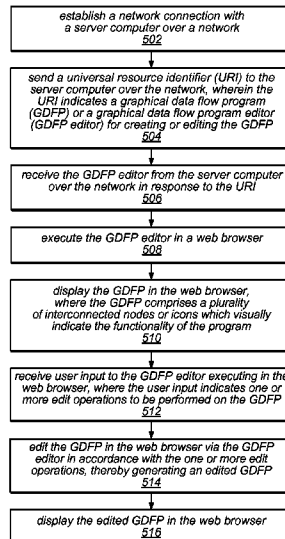 establish a network connection with
a server computer over a network
502
send a universal resource identifier (URI) to the
server computer over the network, wherein the
URI indicates a graphical data flow program
(GDFP) or a graphical data flow program editor
(GDFP editor) for creating or editing the GDFP
504
receive the GDFP editor from the server computer
over the network in response to the URI
506
execute the GDFP editor in a web browser
508
display the GDFP in the web browser,
where the GDFP comprises a plurality
of interconnected nodes or icons which visually
indicate the functionality of the program
510
receive user input to the GDFP editor executing in the
web browser, where the user input indicates one or
more edit operations to be performed on the GDFP
512
edit the GDFP in the web browser via the GDFP
editor in accordance with the one or more edit
operations, thereby generating an edited GDFP
514
display the edited GDFP in the web browser
516